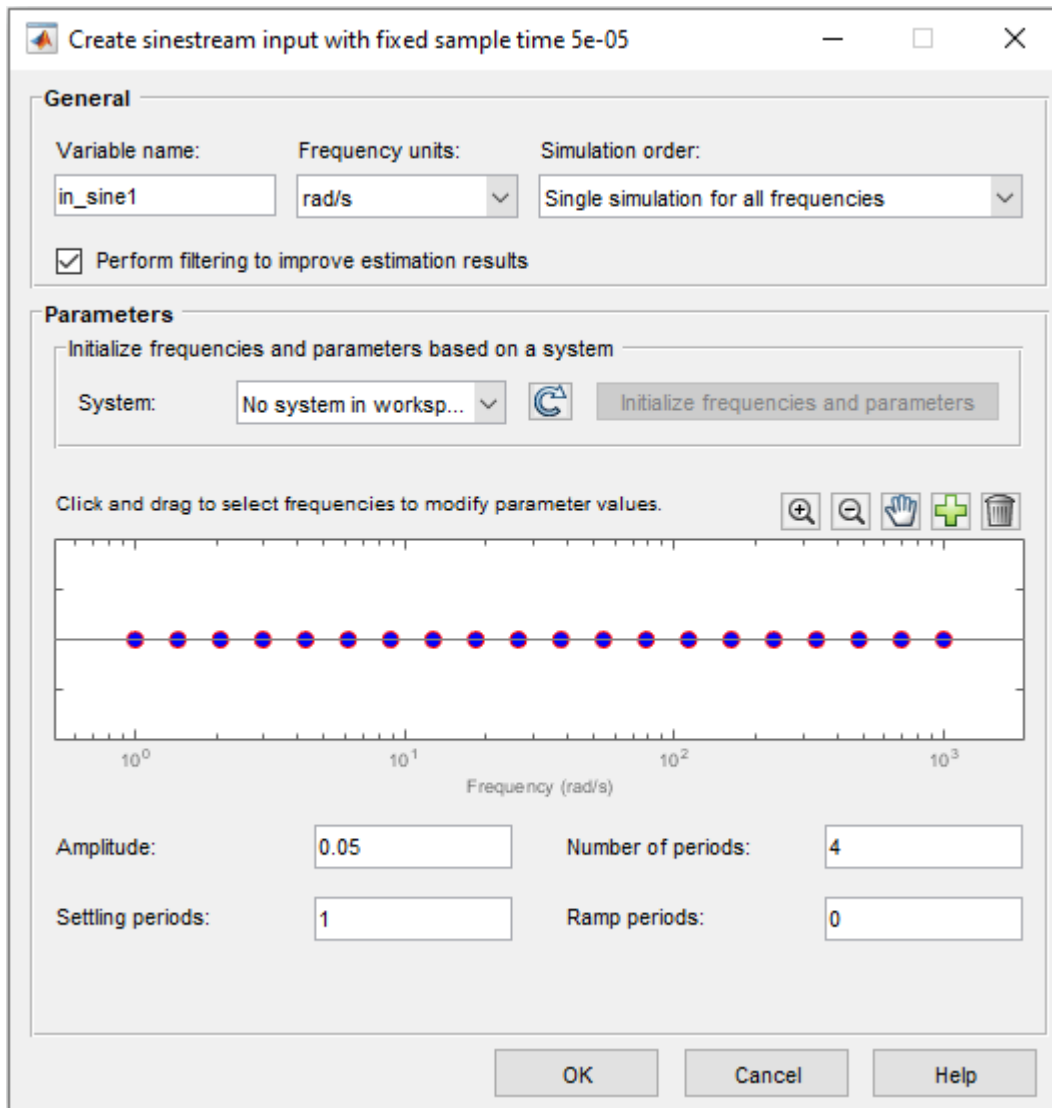 Create sinestream input with fixed sample time 5e-05
General
Variable name: Frequency units: Simulation order:
in_sine1 rad/s Single simulation for all frequencies
Perform filtering to improve estimation results
Parameters
Initialize frequencies and parameters based on a system
System: No system in worksp... Initialize frequencies and parameters
Click and drag to select frequencies to modify parameter values.
10⁰ 10¹ 10² 10³
Frequency (rad/s)
Amplitude: 0.05 Number of periods: 4
Settling periods: 1 Ramp periods: 0
OK Cancel Help